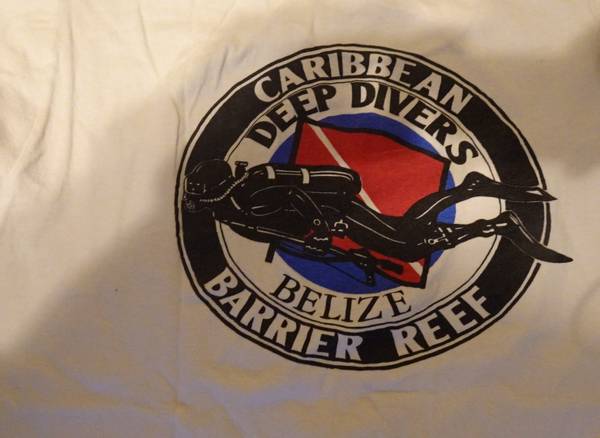 CARIBBEAN
DEEP DIVERS
BELIZE
BARRIER REEF